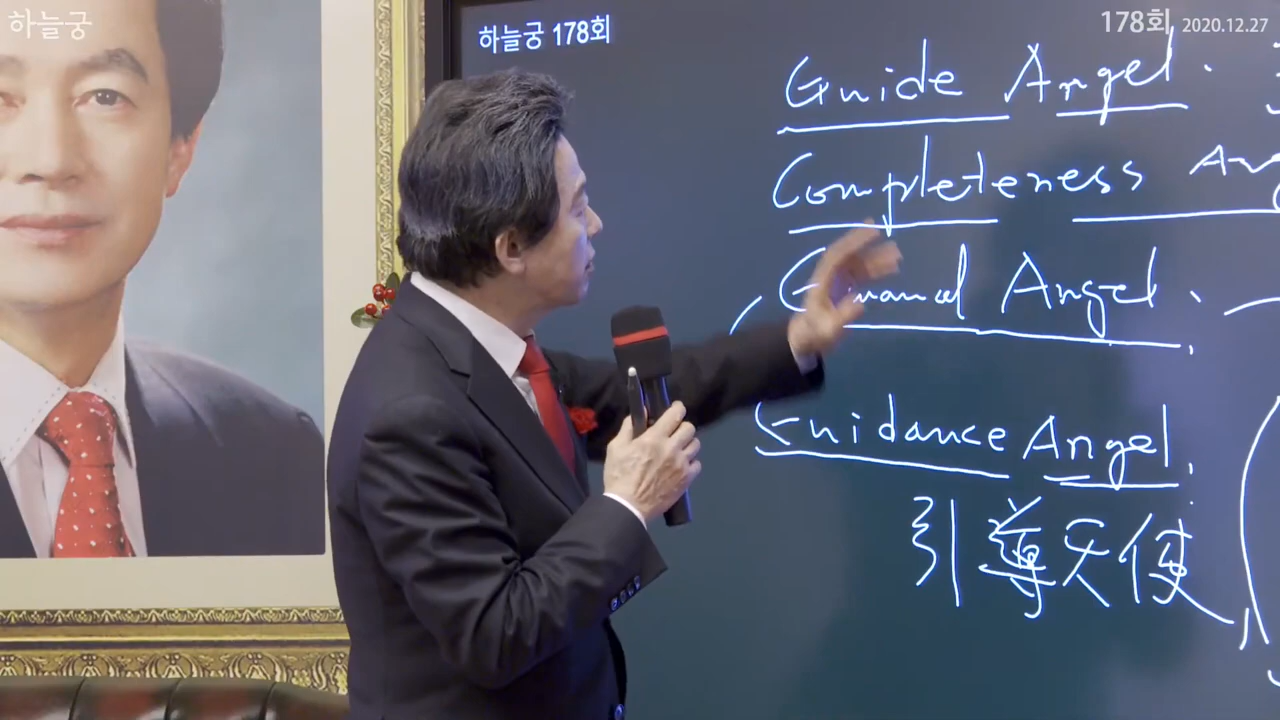 하늘궁
178회 2020.12.27
하늘궁 178회
Guide Angel.
Completeness Ang
Angel
Guidance Angel.
引導天使